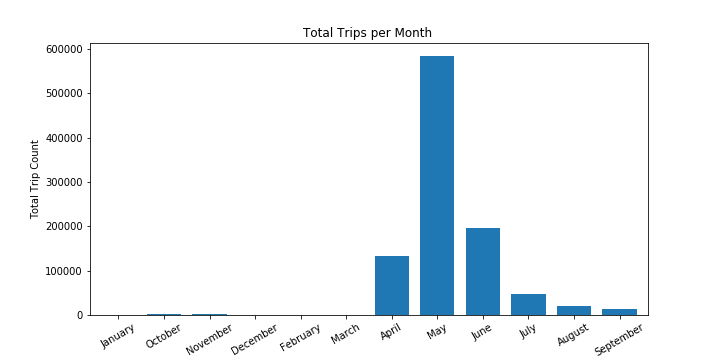 Total Trips per Month
Total Trip Count
600000
500000
400000
300000
200000
100000
0
January
October
November
December
February
March
April
May
June
July
August
September